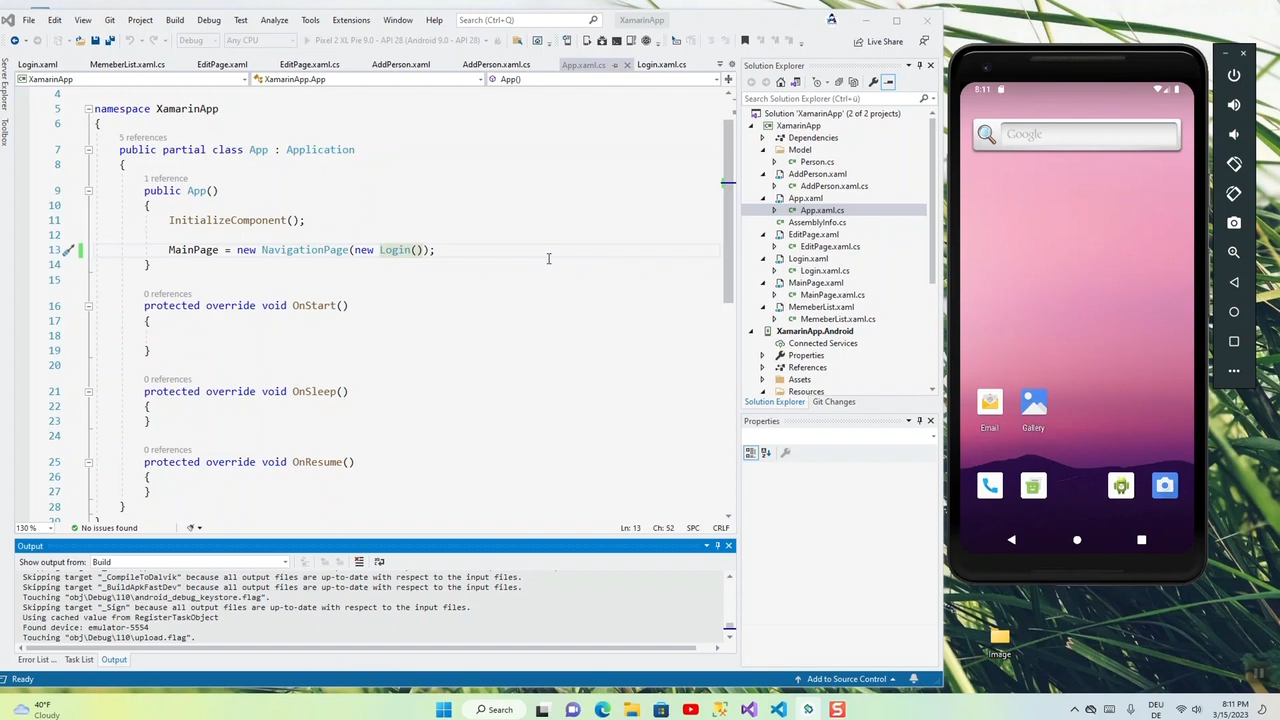 File Edit View Git Project Build Debug Test Analyze Tools Extensions Window Help Search (Ctrl+Q) XamarinApp
Debug Any CPU Pixel 2 Pie 9.0 - API 28 (Android 9.0 - API 28) Live Share
Login.xaml MemeberList.xaml.cs EditPage.xaml EditPage.xaml.cs AddPerson.xaml AddPerson.xaml.cs App.xaml.cs Login.xaml.cs
XamarinApp XamarinApp.App App()
Server Explorer
Toolbox
4
5 namespace XamarinApp
6 {
5 references
7 public partial class App : Application
8 {
1 reference
9 public App()
10 {
11 InitializeComponent();
12
13 MainPage = new NavigationPage(new Login());
14 }
15
0 references
16 protected override void OnStart()
17 {
18
19 }
20
0 references
21 protected override void OnSleep()
22 {
23 }
24
0 references
25 protected override void OnResume()
26 {
27 }
28 }
29 }
130 % No issues found Ln: 13 Ch: 52 SPC CRLF
Output
Show output from: Build
Skipping target "_CompileToDalvik" because all output files are up-to-date with respect to the input files.
Skipping target "_BuildApkFastDev" because all output files are up-to-date with respect to the input files.
Touching "obj\Debug\110\android_debug_keystore.flag".
Skipping target "_Sign" because all output files are up-to-date with respect to the input files.
Using cached value from RegisterTaskObject
Found device: emulator-5554
Touching "obj\Debug\110\upload.flag".
Error List ... Task List Output
Ready Add to Source Control
Solution Explorer
Search Solution Explorer (Ctrl+ü)
Solution 'XamarinApp' (2 of 2 projects)
XamarinApp
Dependencies
Model
Person.cs
AddPerson.xaml
AddPerson.xaml.cs
App.xaml
App.xaml.cs
AssemblyInfo.cs
EditPage.xaml
EditPage.xaml.cs
Login.xaml
Login.xaml.cs
MainPage.xaml
MainPage.xaml.cs
MemeberList.xaml
MemeberList.xaml.cs
XamarinApp.Android
Connected Services
Properties
References
Assets
Resources
Solution Explorer Git Changes
Properties
8:11
Google
Email Gallery
Image
40°F
Cloudy
Search
DEU
DE
8:11 PM
3/15/2023